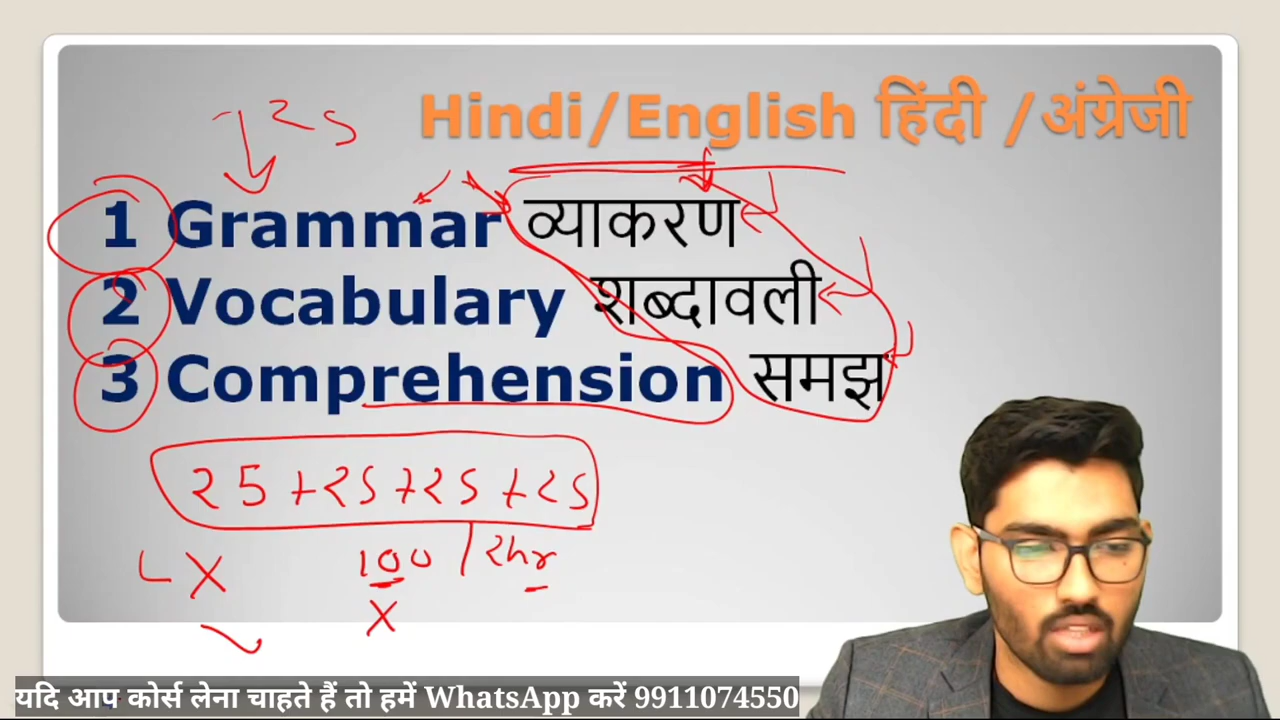 Hindi/English हिंदी /अंग्रेजी
25
1 Grammar व्याकरण
2 Vocabulary शब्दावली
3 Comprehension समझ
25 +25 +25 +25
X 100 / 2hr
X
यदि आप कोर्स लेना चाहते हैं तो हमें WhatsApp करें 9911074550